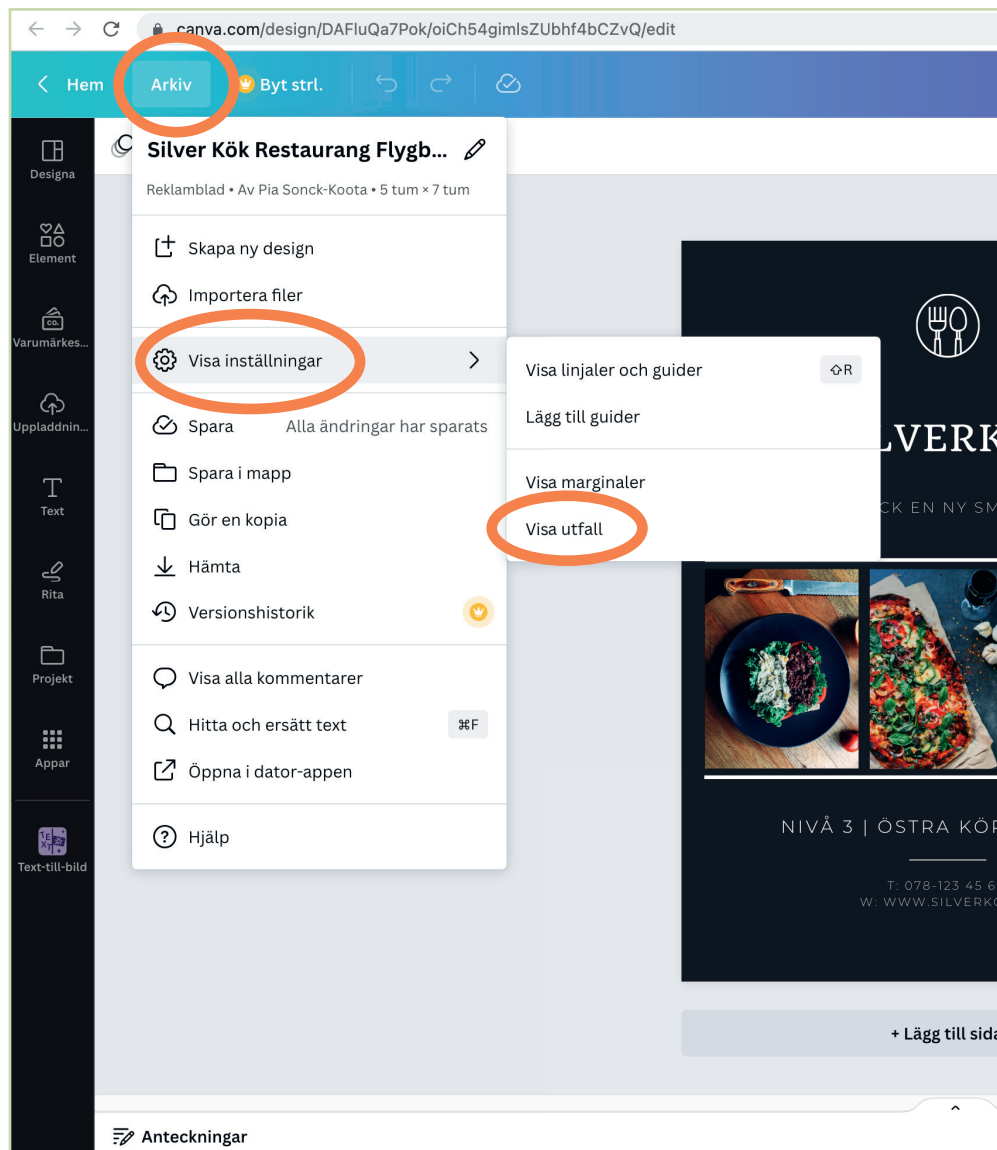 canva.com/design/DAFluQa7Pok/oiCh54gimlsZUbhf4bCZvQ/edit
Hem
Arkiv
Byt strl.
Designa
Element
CO.
Varumärkes...
Uppladdnin...
Text
Rita
Projekt
Appar
TEXT
Text-till-bild
Silver Kök Restaurang Flygb...
Reklamblad • Av Pia Sonck-Koota • 5 tum × 7 tum
Skapa ny design
Importera filer
Visa inställningar
Spara Alla ändringar har sparats
Spara i mapp
Gör en kopia
Hämta
Versionshistorik
Visa alla kommentarer
Hitta och ersätt text ⌘F
Öppna i dator-appen
Hjälp
Visa linjaler och guider ⇧R
Lägg till guider
Visa marginaler
Visa utfall
LVERK
CK EN NY SM
NIVÅ 3 | ÖSTRA KÖP
T: 078-123 45 6
W: WWW.SILVERKÖ
+ Lägg till sida
Anteckningar